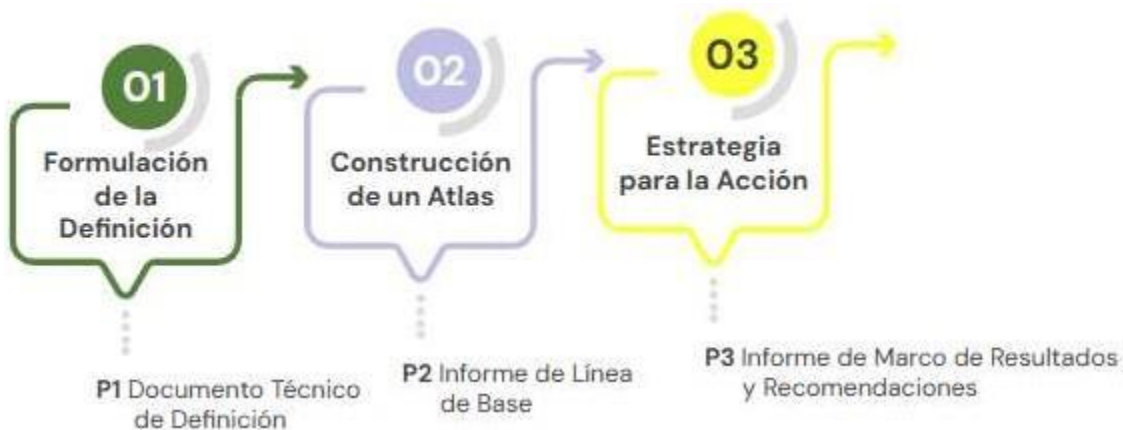 01
Formulación
de la
Definición
P1 Documento Técnico
de Definición
02
Construcción
de un Atlas
P2 Informe de Línea
de Base
03
Estrategia
para la Acción
P3 Informe de Marco de Resultados
y Recomendaciones